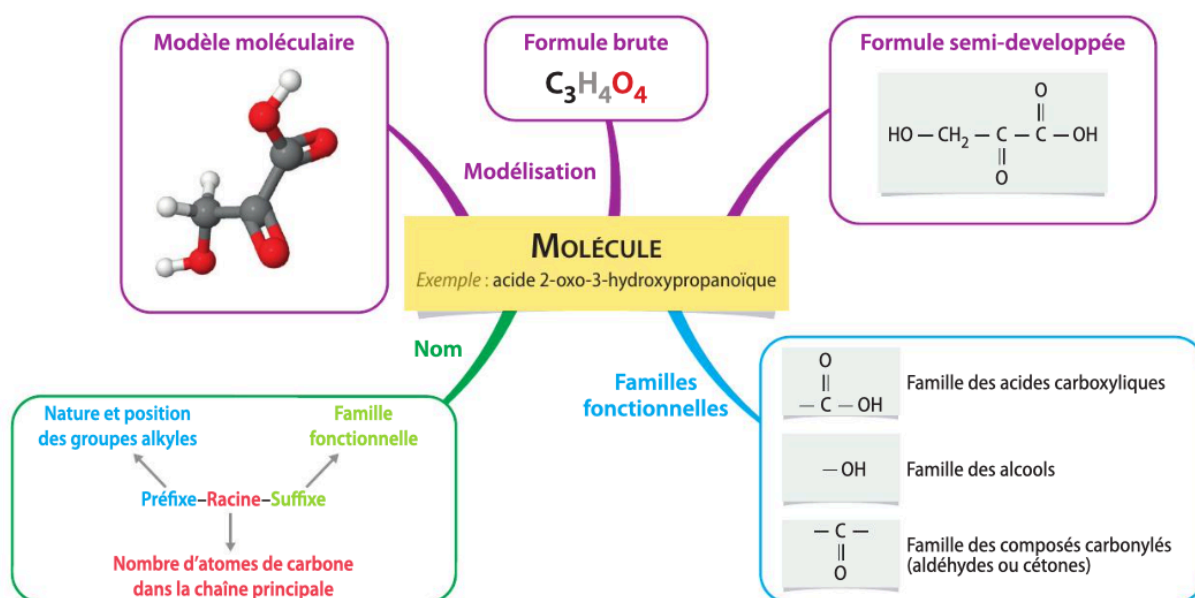 Modèle moléculaire
Formule brute
C₃H₄O₄
Formule semi-developpée
O
||
HO — CH₂ — C — C — OH
||
O
Modélisation
MOLÉCULE
Exemple : acide 2-oxo-3-hydroxypropanoïque
Nom
Familles
fonctionnelles
Nature et position
des groupes alkyles
Famille
fonctionnelle
Préfixe–Racine–Suffixe
Nombre d'atomes de carbone
dans la chaîne principale
O
||
— C — OH
Famille des acides carboxyliques
— OH
Famille des alcools
— C —
||
O
Famille des composés carbonylés
(aldéhydes ou cétones)